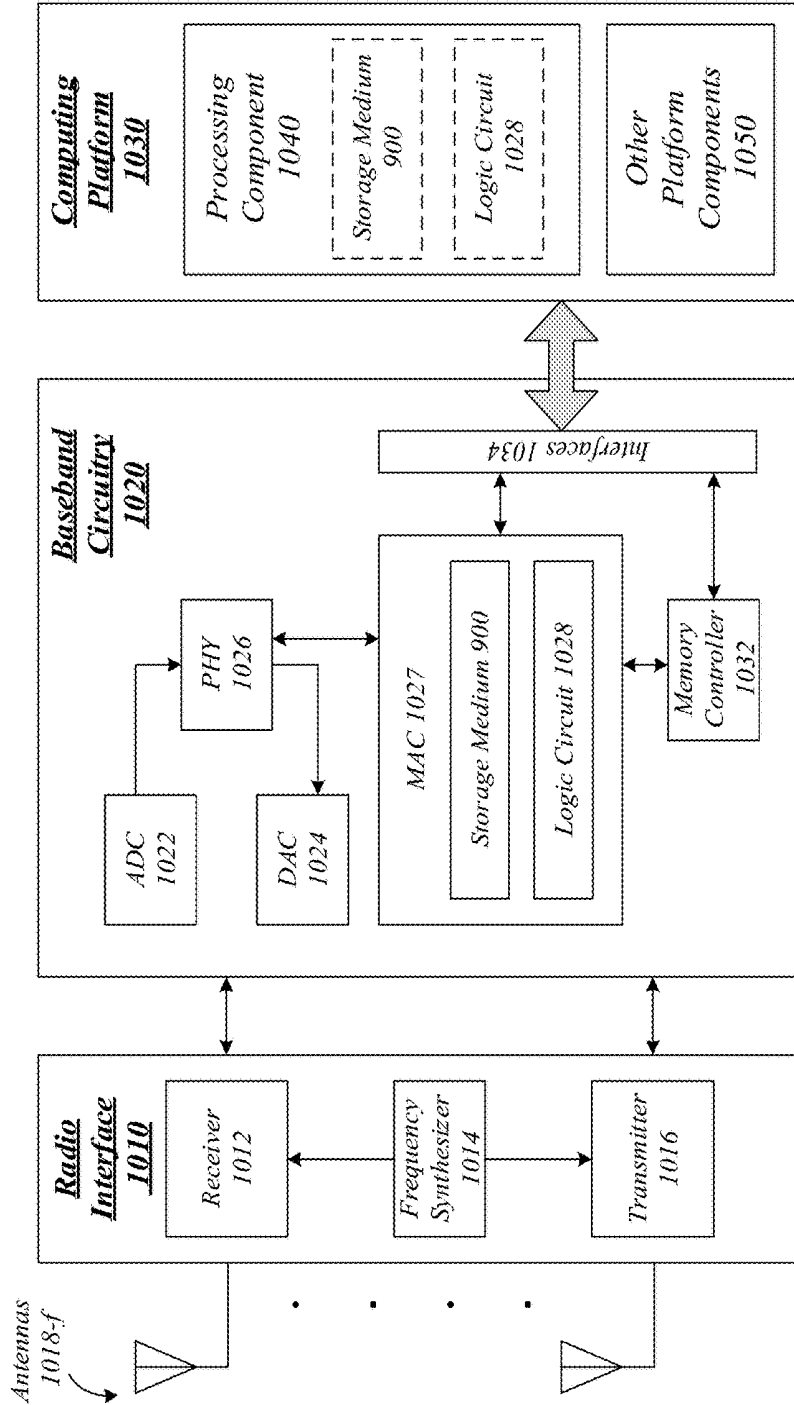 Antennas
1018-f
Radio
Interface
1010
Receiver
1012
Frequency
Synthesizer
1014
Transmitter
1016
Baseband
Circuitry
1020
ADC
1022
PHY
1026
DAC
1024
MAC 1027
Storage Medium 900
Logic Circuit 1028
Memory
Controller
1032
Interfaces 1034
Computing
Platform
1030
Processing
Component
1040
Storage Medium
900
Logic Circuit
1028
Other
Platform
Components
1050